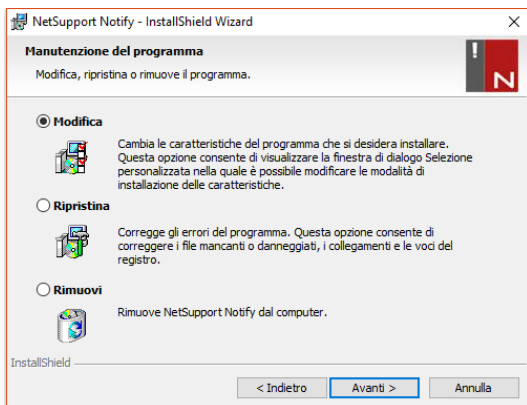 NetSupport Notify - InstallShield Wizard
Manutenzione del programma
Modifica, ripristina o rimuove il programma.
! N
Modifica
Cambia le caratteristiche del programma che si desidera installare.
Questa opzione consente di visualizzare la finestra di dialogo Selezione
personalizzata nella quale è possibile modificare le modalità di
installazione delle caratteristiche.
Ripristina
Corregge gli errori del programma. Questa opzione consente di
correggere i file mancanti o danneggiati, i collegamenti e le voci del
registro.
Rimuovi
Rimuove NetSupport Notify dal computer.
InstallShield
< Indietro
Avanti >
Annulla